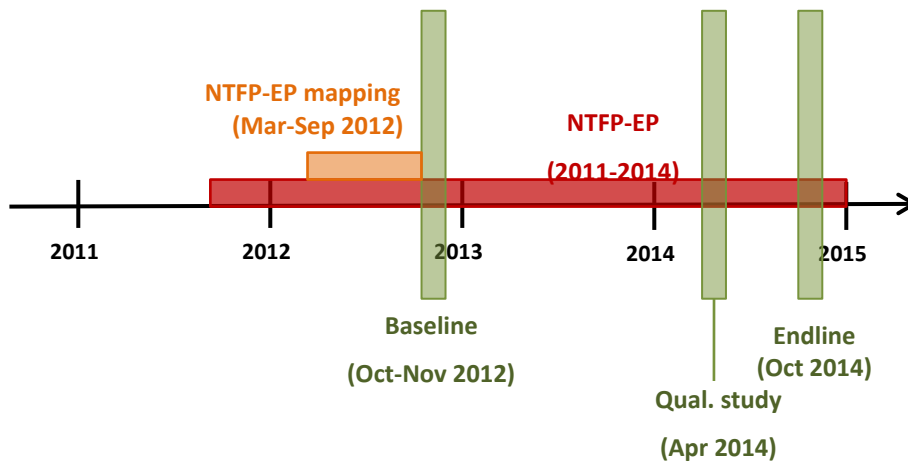 NTFP-EP mapping
(Mar-Sep 2012)
NTFP-EP
(2011-2014)
2011
2012
2013
2014
2015
Baseline
(Oct-Nov 2012)
Endline
(Oct 2014)
Qual. study
(Apr 2014)